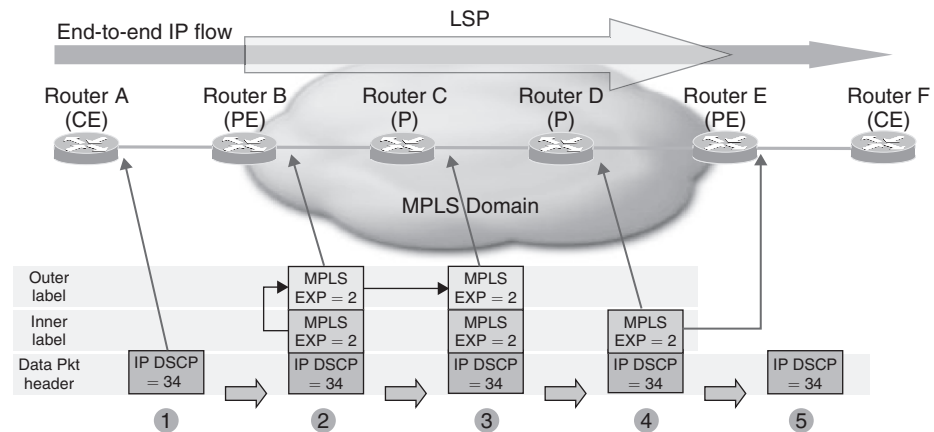 LSP
End-to-end IP flow
Router A
(CE)
Router B
(PE)
Router C
(P)
Router D
(P)
Router E
(PE)
Router F
(CE)
MPLS Domain
Outer
label
MPLS
EXP = 2
MPLS
EXP = 2
Inner
label
MPLS
EXP = 2
MPLS
EXP = 2
MPLS
EXP = 2
Data Pkt
header
IP DSCP
= 34
IP DSCP
= 34
IP DSCP
= 34
IP DSCP
= 34
IP DSCP
= 34
1
2
3
4
5